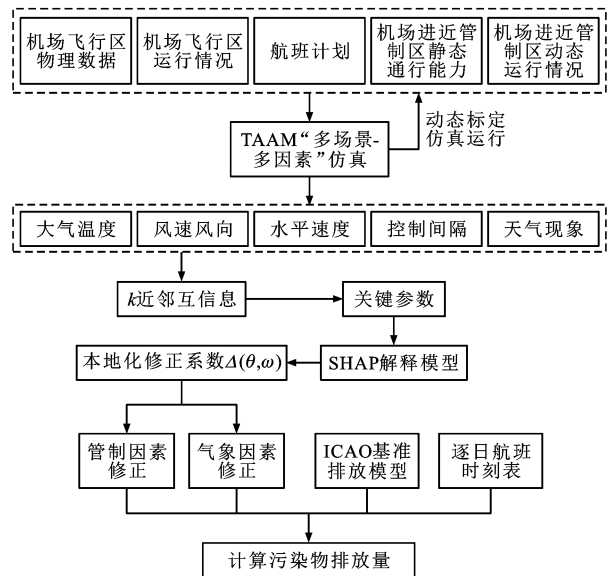 机场飞行区
物理数据
机场飞行区
运行情况
航班计划
机场进近管
制区静态
通行能力
机场进近管
制区动态
运行情况
动态标定
仿真运行
TAAM“多场景-
多因素”仿真
大气温度
风速风向
水平速度
控制间隔
天气现象
k近邻互信息
关键参数
本地化修正系数Δ(θ,ω)
SHAP解释模型
管制因素
修正
气象因素
修正
ICAO基准
排放模型
逐日航班
时刻表
计算污染物排放量